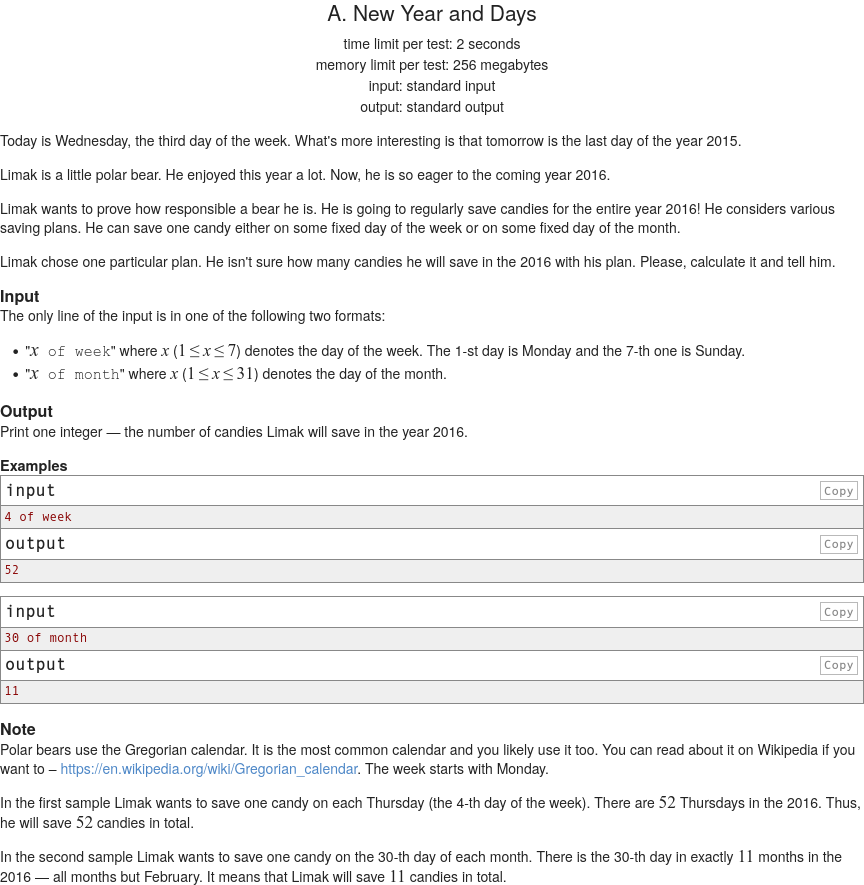 A. New Year and Days
time limit per test: 2 seconds
memory limit per test: 256 megabytes
input: standard input
output: standard output
Today is Wednesday, the third day of the week. What's more interesting is that tomorrow is the last day of the year 2015.
Limak is a little polar bear. He enjoyed this year a lot. Now, he is so eager to the coming year 2016.
Limak wants to prove how responsible a bear he is. He is going to regularly save candies for the entire year 2016! He considers various
saving plans. He can save one candy either on some fixed day of the week or on some fixed day of the month.
Limak chose one particular plan. He isn't sure how many candies he will save in the 2016 with his plan. Please, calculate it and tell him.
Input
The only line of the input is in one of the following two formats:
• "x of week" where x (1 ≤ x ≤ 7) denotes the day of the week. The 1-st day is Monday and the 7-th one is Sunday.
• "x of month" where x (1 ≤ x ≤ 31) denotes the day of the month.
Output
Print one integer — the number of candies Limak will save in the year 2016.
Examples
input Copy
4 of week
output Copy
52
input Copy
30 of month
output Copy
11
Note
Polar bears use the Gregorian calendar. It is the most common calendar and you likely use it too. You can read about it on Wikipedia if you
want to – https://en.wikipedia.org/wiki/Gregorian_calendar. The week starts with Monday.
In the first sample Limak wants to save one candy on each Thursday (the 4-th day of the week). There are 52 Thursdays in the 2016. Thus,
he will save 52 candies in total.
In the second sample Limak wants to save one candy on the 30-th day of each month. There is the 30-th day in exactly 11 months in the
2016 — all months but February. It means that Limak will save 11 candies in total.